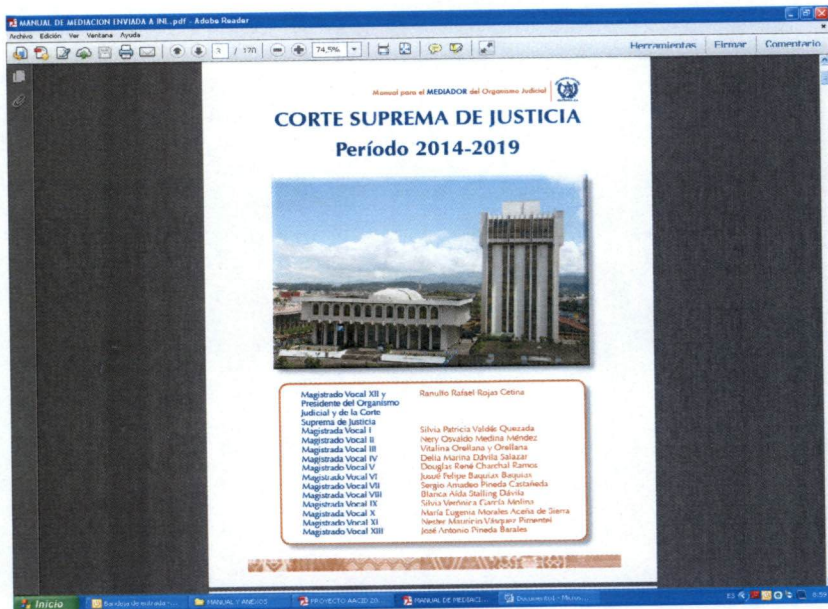 MANUAL DE MEDIACION ENVIADA A INL.pdf - Adobe Reader
Archivo Edición Ver Ventana Ayuda
3 / 170 74,5% Herramientas Firmar Comentario
Manual para el MEDIADOR del Organismo Judicial
CORTE SUPREMA DE JUSTICIA
Período 2014-2019
Magistrado Vocal XII y Ranulfo Rafael Rojas Cetina
Presidente del Organismo
Judicial y de la Corte
Suprema de Justicia
Magistrada Vocal I Silvia Patricia Valdés Quezada
Magistrado Vocal II Nery Osvaldo Medina Méndez
Magistrada Vocal III Vitalina Orellana y Orellana
Magistrada Vocal IV Delia Marina Dávila Salazar
Magistrado Vocal V Douglas René Charchal Ramos
Magistrado Vocal VI Josué Felipe Baquiax Baquiax
Magistrado Vocal VII Sergio Amadeo Pineda Castañeda
Magistrada Vocal VIII Blanca Aída Stalling Dávila
Magistrada Vocal IX Silvia Verónica García Molina
Magistrada Vocal X María Eugenia Morales Aceña de Sierra
Magistrado Vocal XI Nester Mauricio Vásquez Pimentel
Magistrado Vocal XIII José Antonio Pineda Barales
Inicio Bandeja de entrada -... MANUAL Y ANEXOS PROYECTO AACID 20... MANUAL DE MEDIACI... Documento1 - Micros... ES